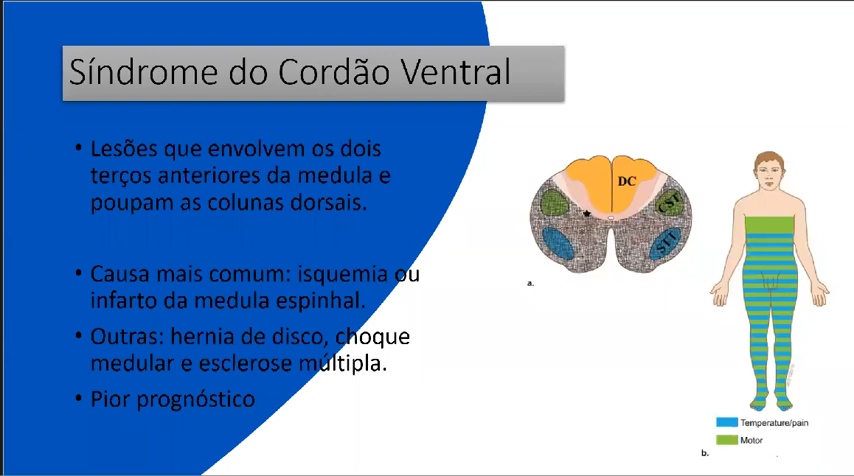 Síndrome do Cordão Ventral
• Lesões que envolvem os dois
terços anteriores da medula e
poupam as colunas dorsais.
• Causa mais comum: isquemia ou
infarto da medula espinhal.
• Outras: hernia de disco, choque
medular e esclerose múltipla.
• Pior prognóstico
DC
CST
STT
a.
Temperature/pain
Motor
b.